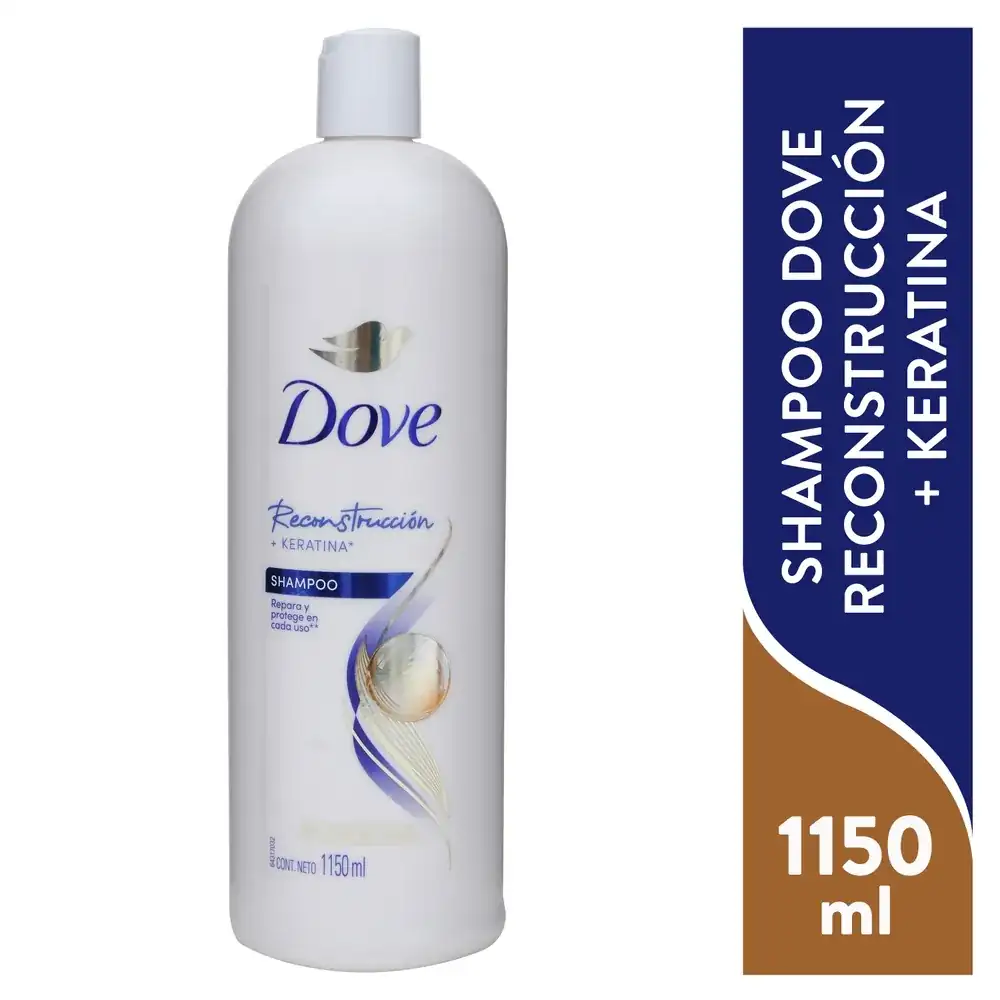 Dove
Reconstrucción
+ KERATINA*
SHAMPOO
Repara y
protege en
cada uso**
CONT. NETO 1150 ml
SHAMPOO DOVE
RECONSTRUCCIÓN
+ KERATINA
1150
ml